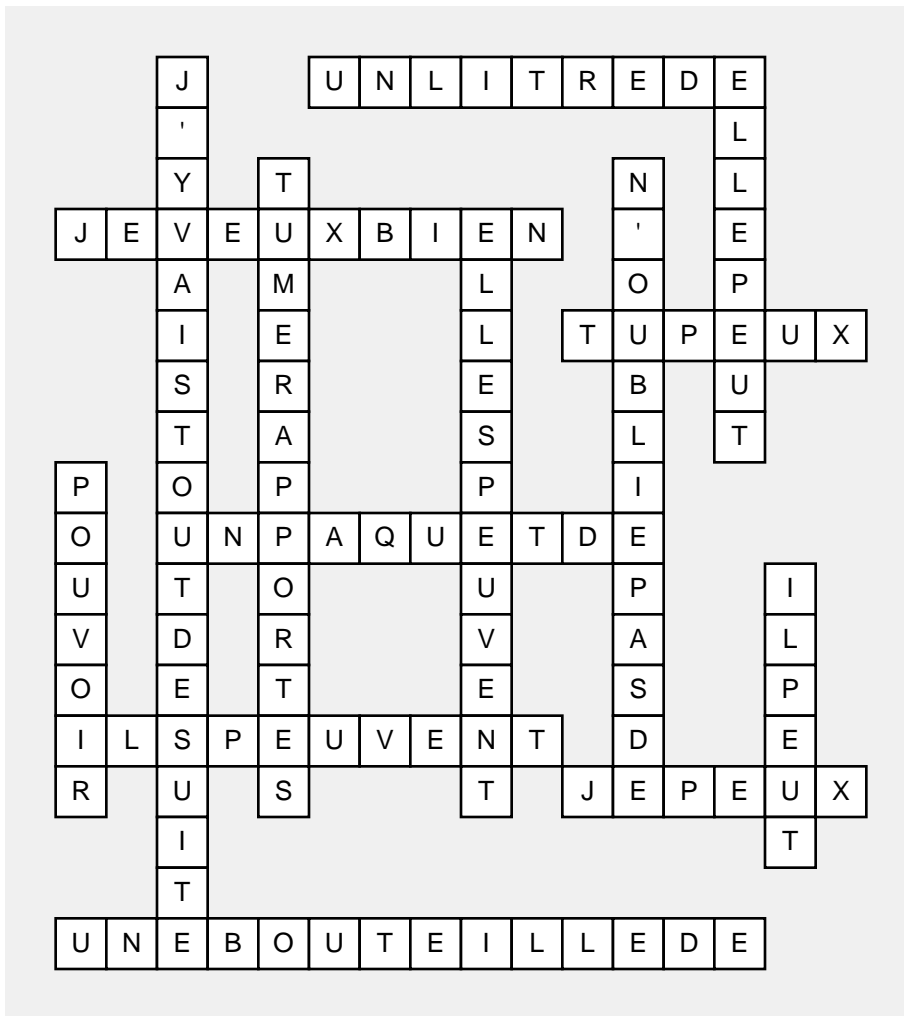 J'YVAISTOUTDESUITE
UNLITREDE
ELLEPEUT
TUMERAPPORTES
N'OUBLIEPASDE
JEVEUXBIEN
ELLESPEUVENT
TUPEUX
POUVOIR
UNPAQUETDE
ILPEUT
ILSPEUVENT
JEPEUX
UNEBOUTEILLEDE